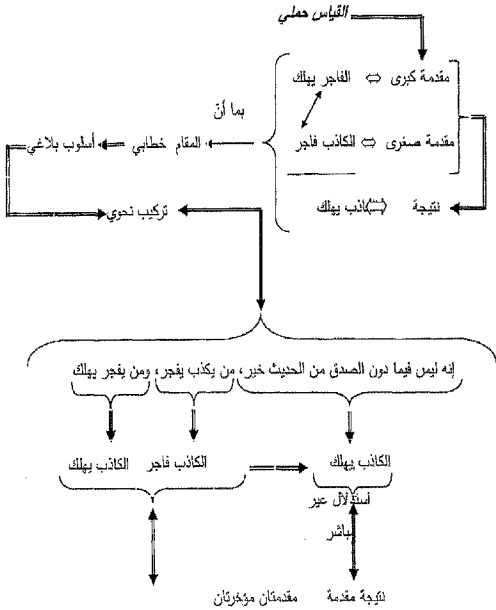 القياس حملي
مقدمة كبرى ⇔ الفاجر يهلك
بما أنّ
مقدمة صغرى ⇔ الكاذب فاجر
المقام خطابي
أسلوب بلاغي
نتيجة ⇔ الكاذب يهلك
تركيب نحوي
إنه ليس فيما دون الصدق من الحديث خير، من يكذب يفجر، ومن يفجر يهلك
الكاذب يهلك
الكاذب فاجر
الكاذب يهلك
استدلال عير
مباشر
نتيجة مقدمة
مقدمتان مؤخرتان